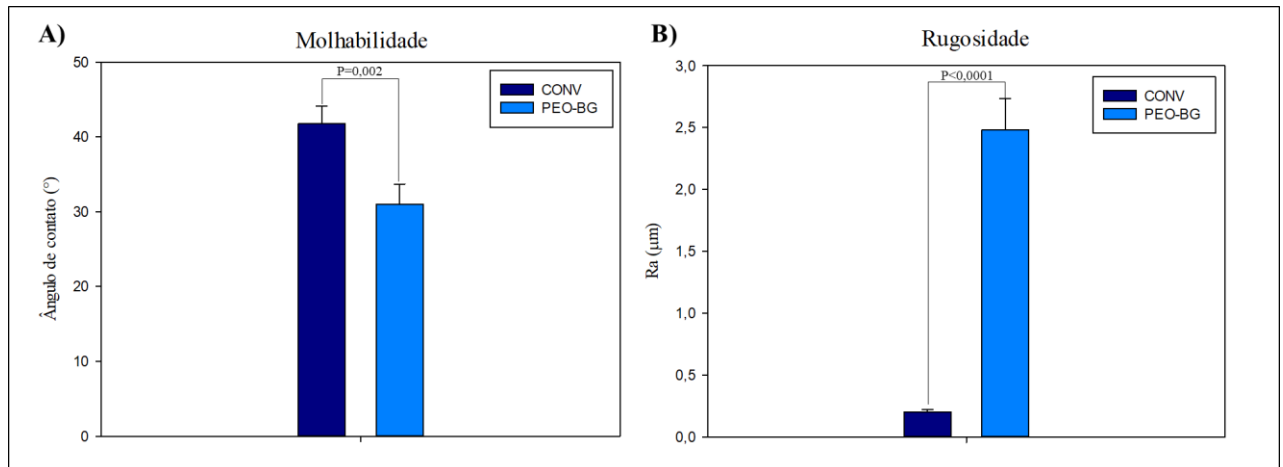 A)
Molhabilidade
P=0,002
CONV
PEO-BG
50
40
30
20
10
0
Ângulo de contato (°)
B)
Rugosidade
P<0,0001
CONV
PEO-BG
3,0
2,5
2,0
1,5
1,0
0,5
0,0
Ra (μm)